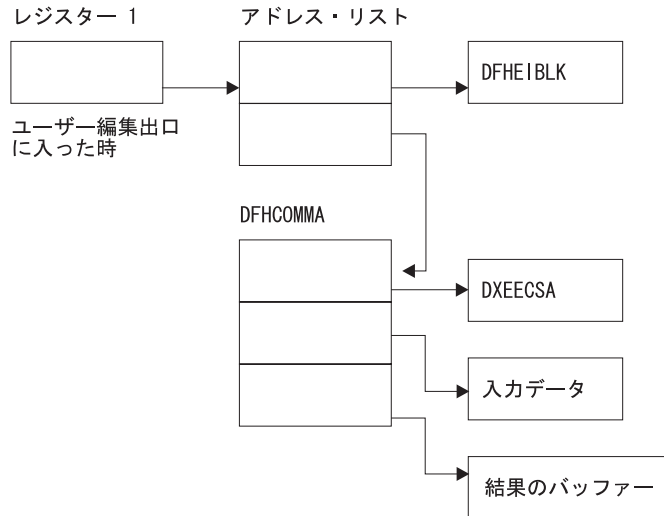 レジスター 1
アドレス・リスト
DFHEIBLK
ユーザー編集出口
に入った時
DFHCOMMA
DXEECSA
入力データ
結果のバッファー